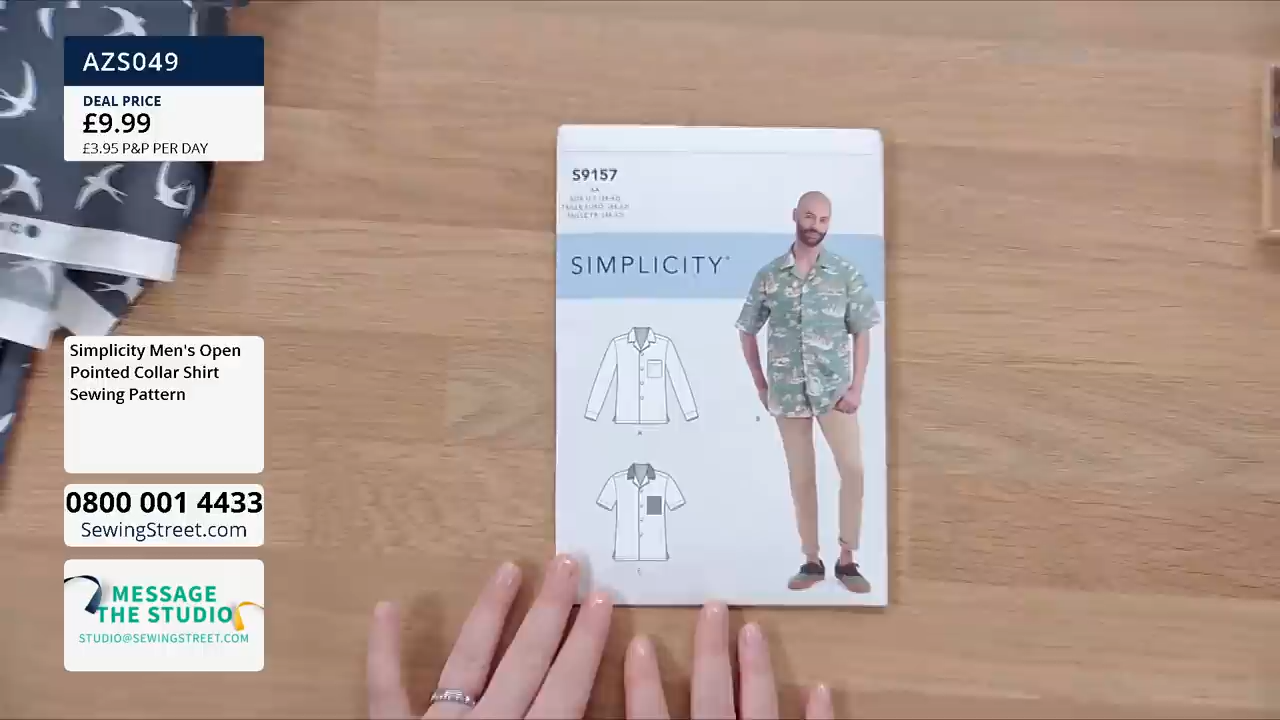 AZS049
DEAL PRICE
£9.99
£3.95 P&P PER DAY
Simplicity Men's Open
Pointed Collar Shirt
Sewing Pattern
0800 001 4433
SewingStreet.com
MESSAGE
THE STUDIO
STUDIO@SEWINGSTREET.COM
S9157
AA
SIMPLICITY
A
B